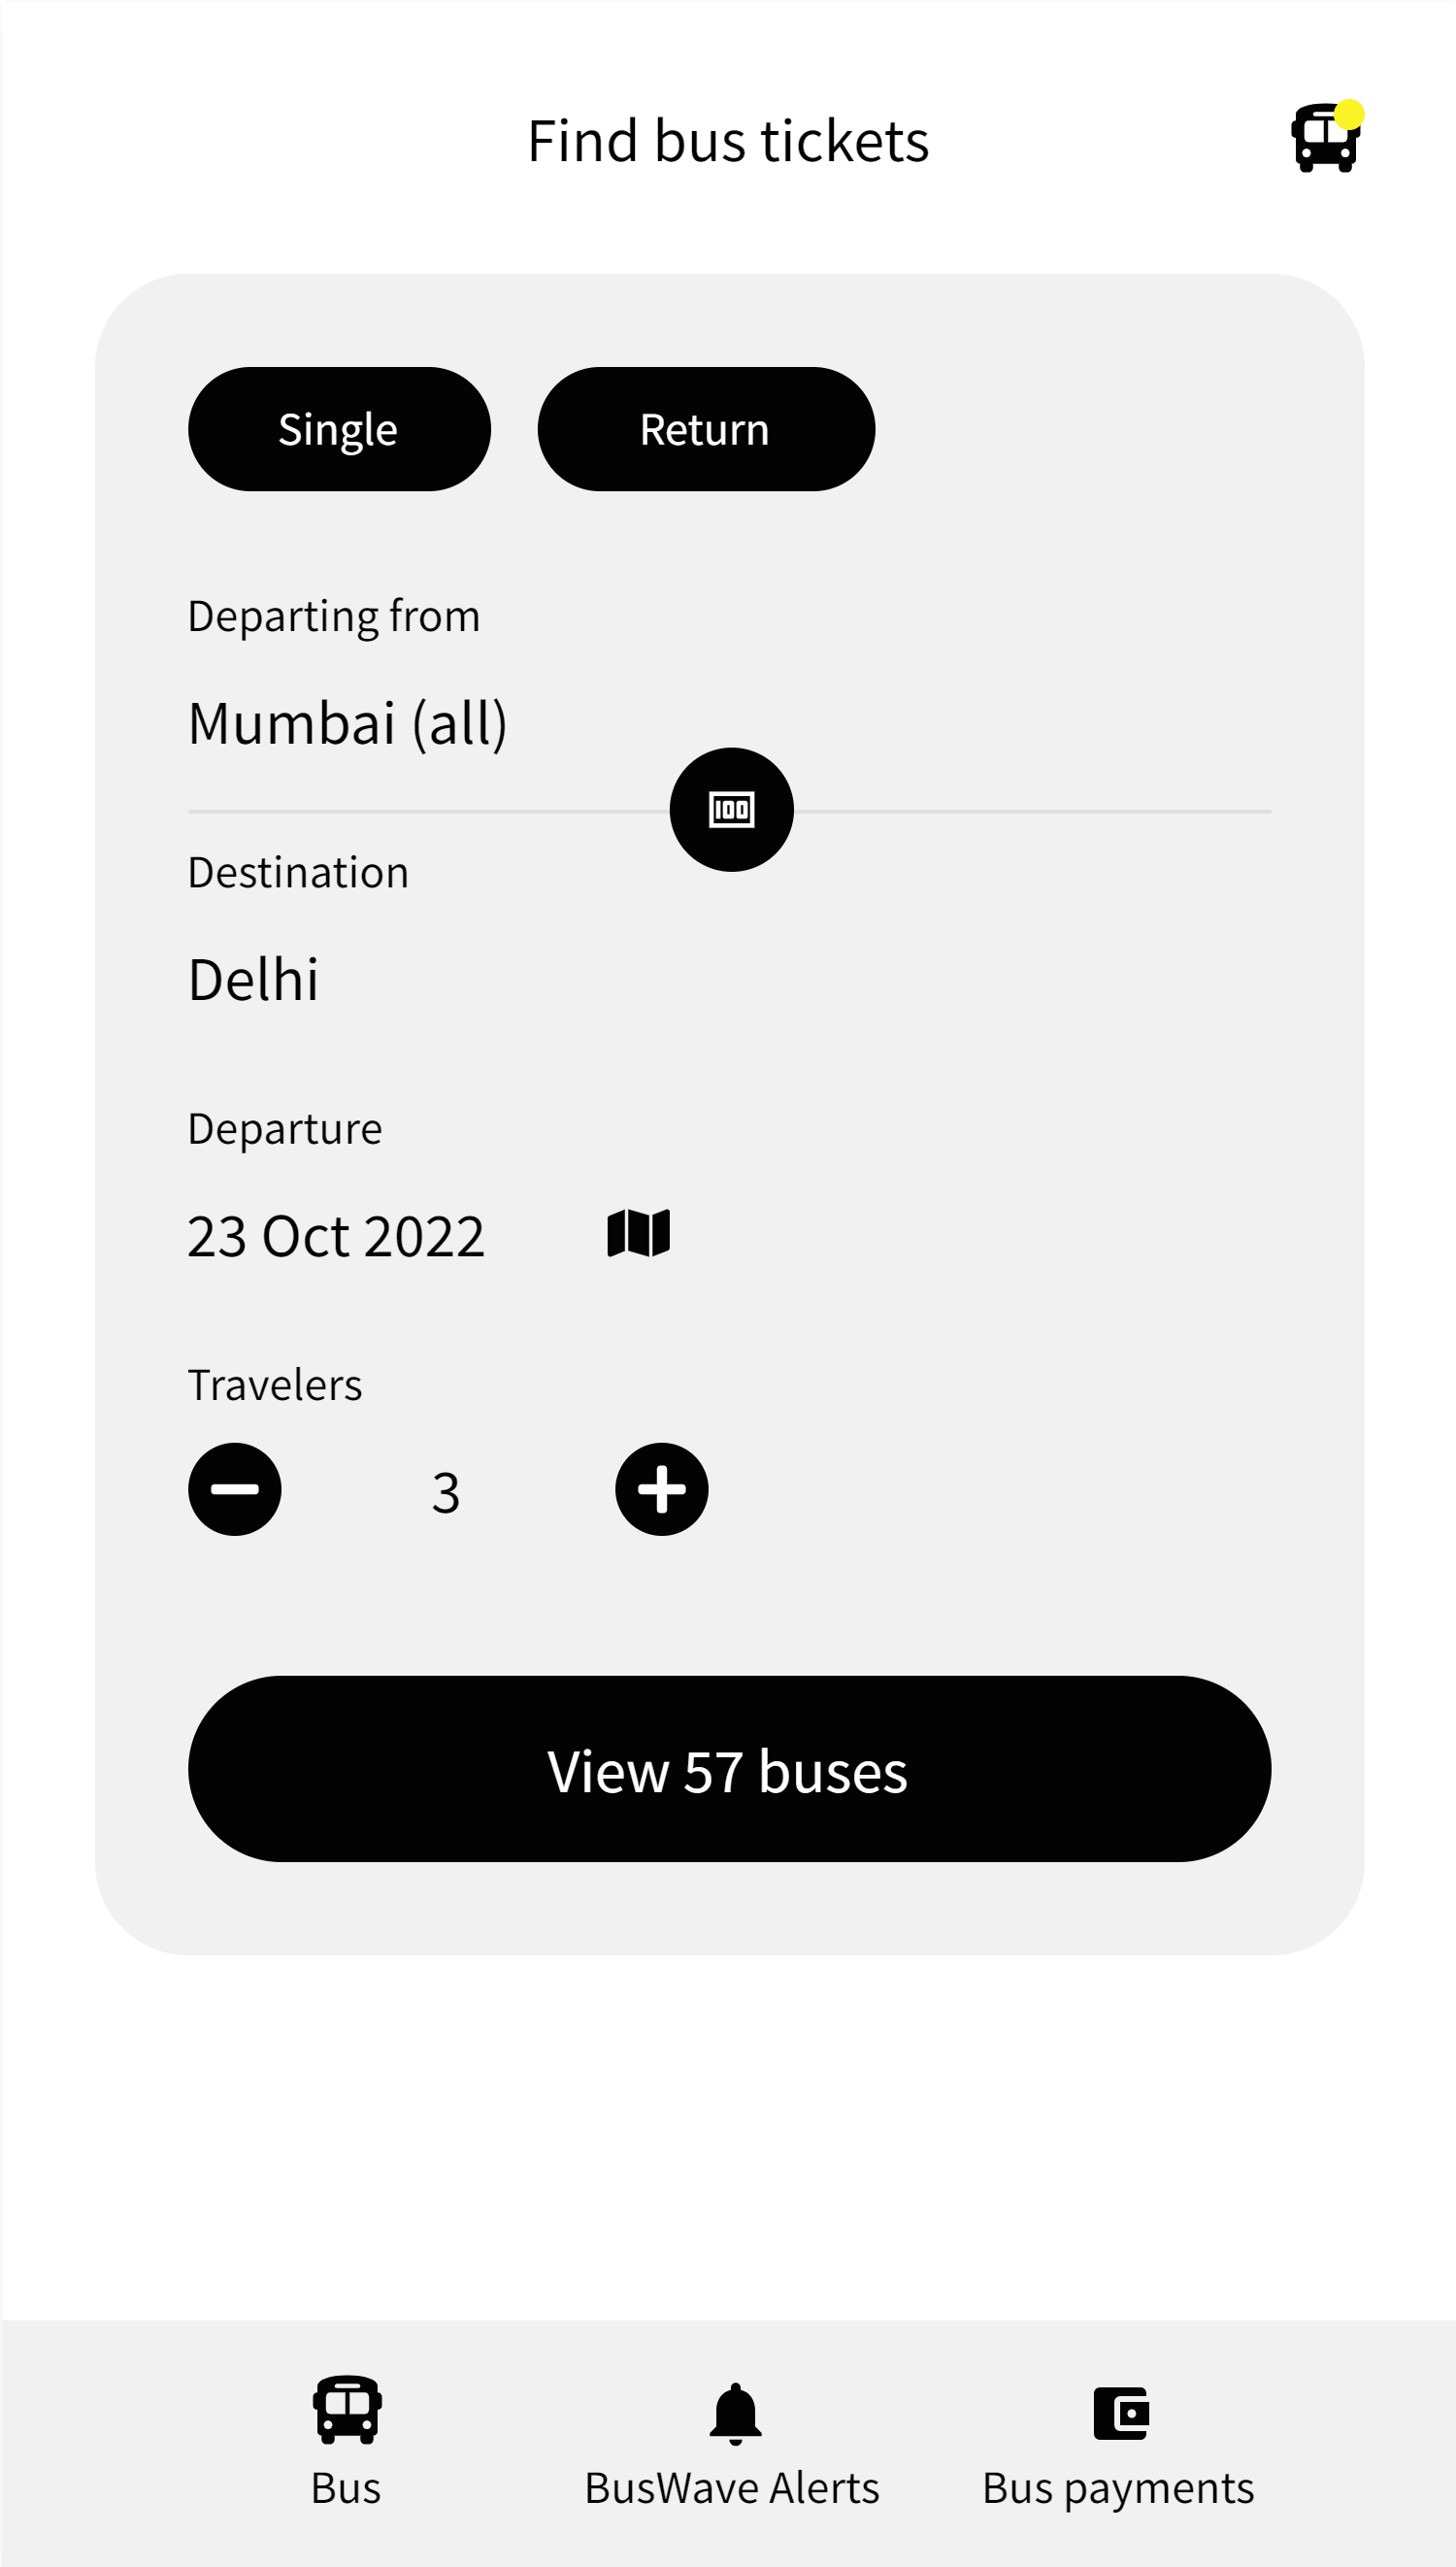 Find bus tickets
Single Return
Departing from
Mumbai (all)
100
Destination
Delhi
Departure
23 Oct 2022
Travelers
3
View 57 buses
Bus BusWave Alerts Bus payments